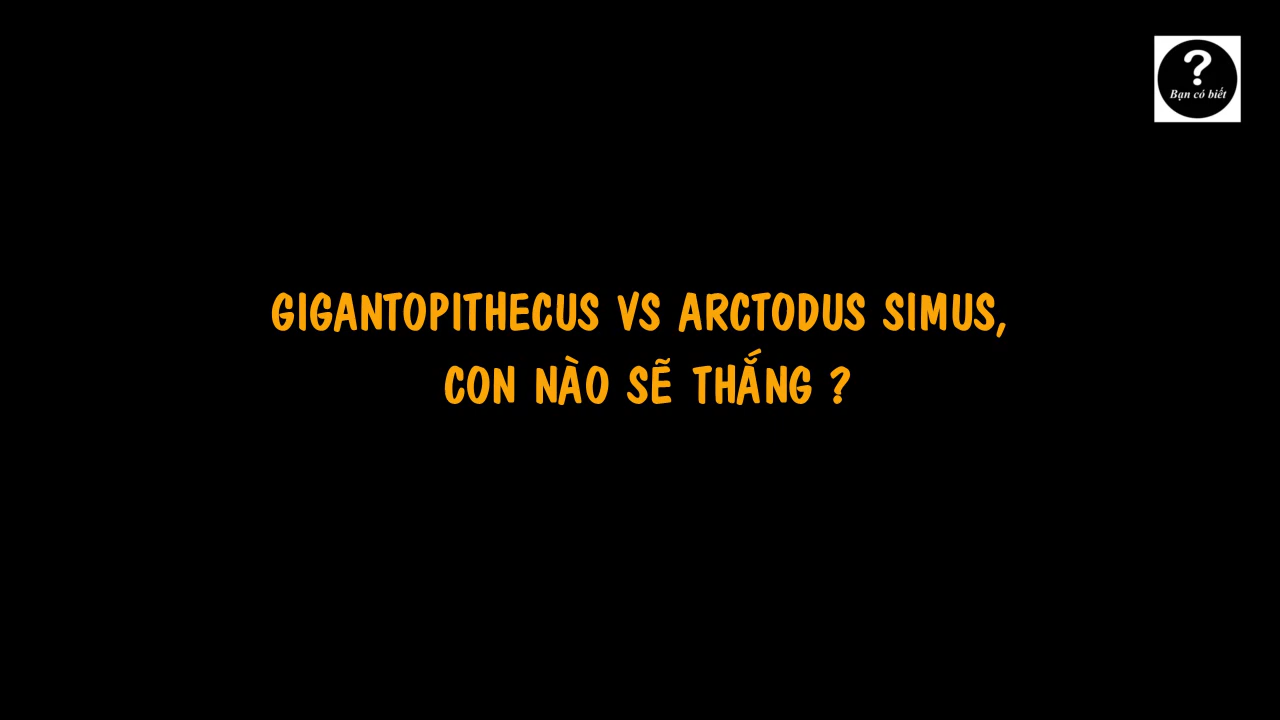 ?
Bạn có biết
GIGANTOPITHECUS VS ARCTODUS SIMUS,
CON NÀO SẼ THẮNG ?